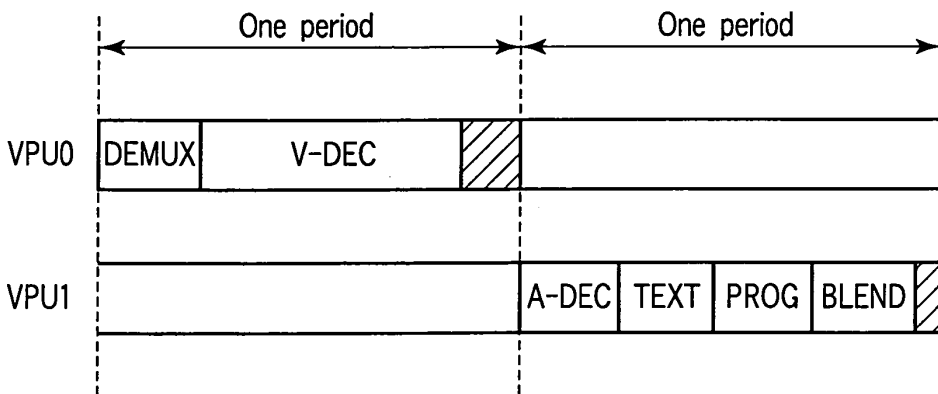 One period One period
VPU0 DEMUX V-DEC
VPU1 A-DEC TEXT PROG BLEND